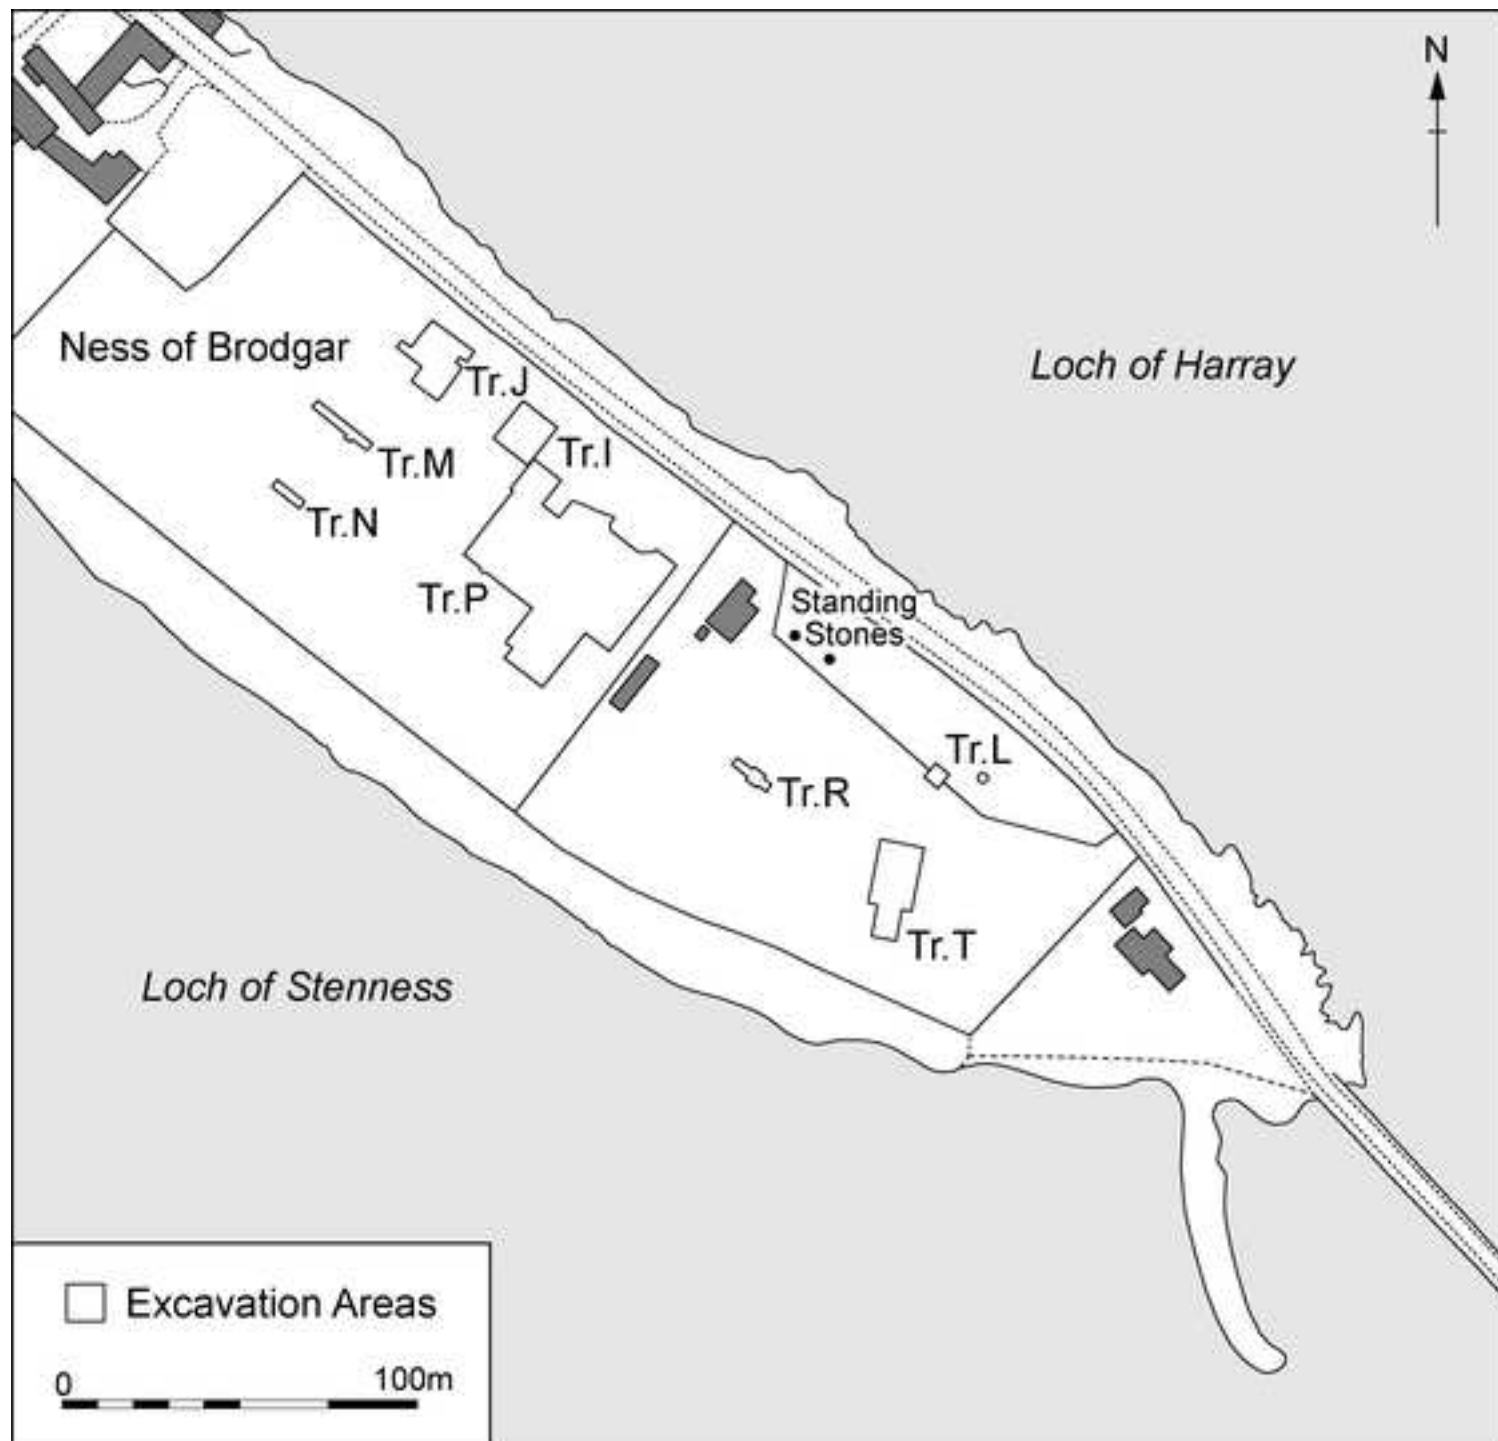 N
Ness of Brodgar
Loch of Harray
Tr.J
Tr.I
Tr.M
Tr.N
Tr.P
Standing
Stones
Tr.L
Tr.R
Tr.T
Loch of Stenness
Excavation Areas
0 100m